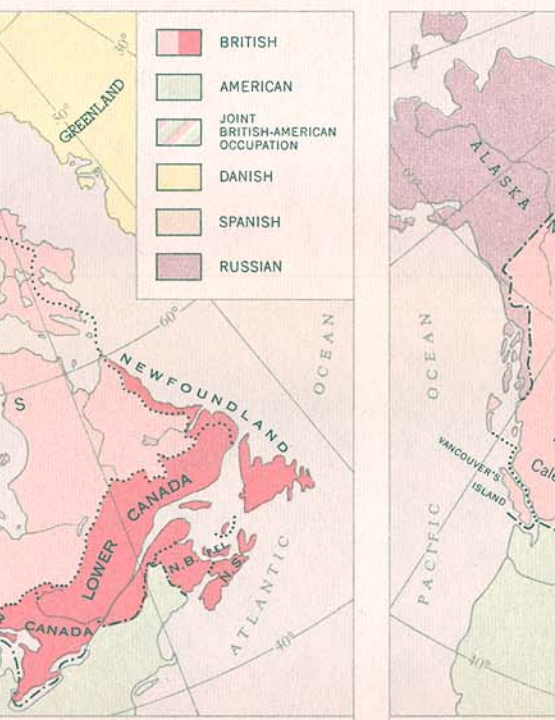 30°
50°
GREENLAND
BRITISH
AMERICAN
JOINT
BRITISH-AMERICAN
OCCUPATION
DANISH
SPANISH
RUSSIAN
60°
NEWFOUNDLAND
OCEAN
S
LOWER CANADA
CANADA
N.B.
P.E.I.
N.S.
ATLANTIC
40°
ALASKA
OCEAN
VANCOUVER'S
ISLAND
PACIFIC
40°